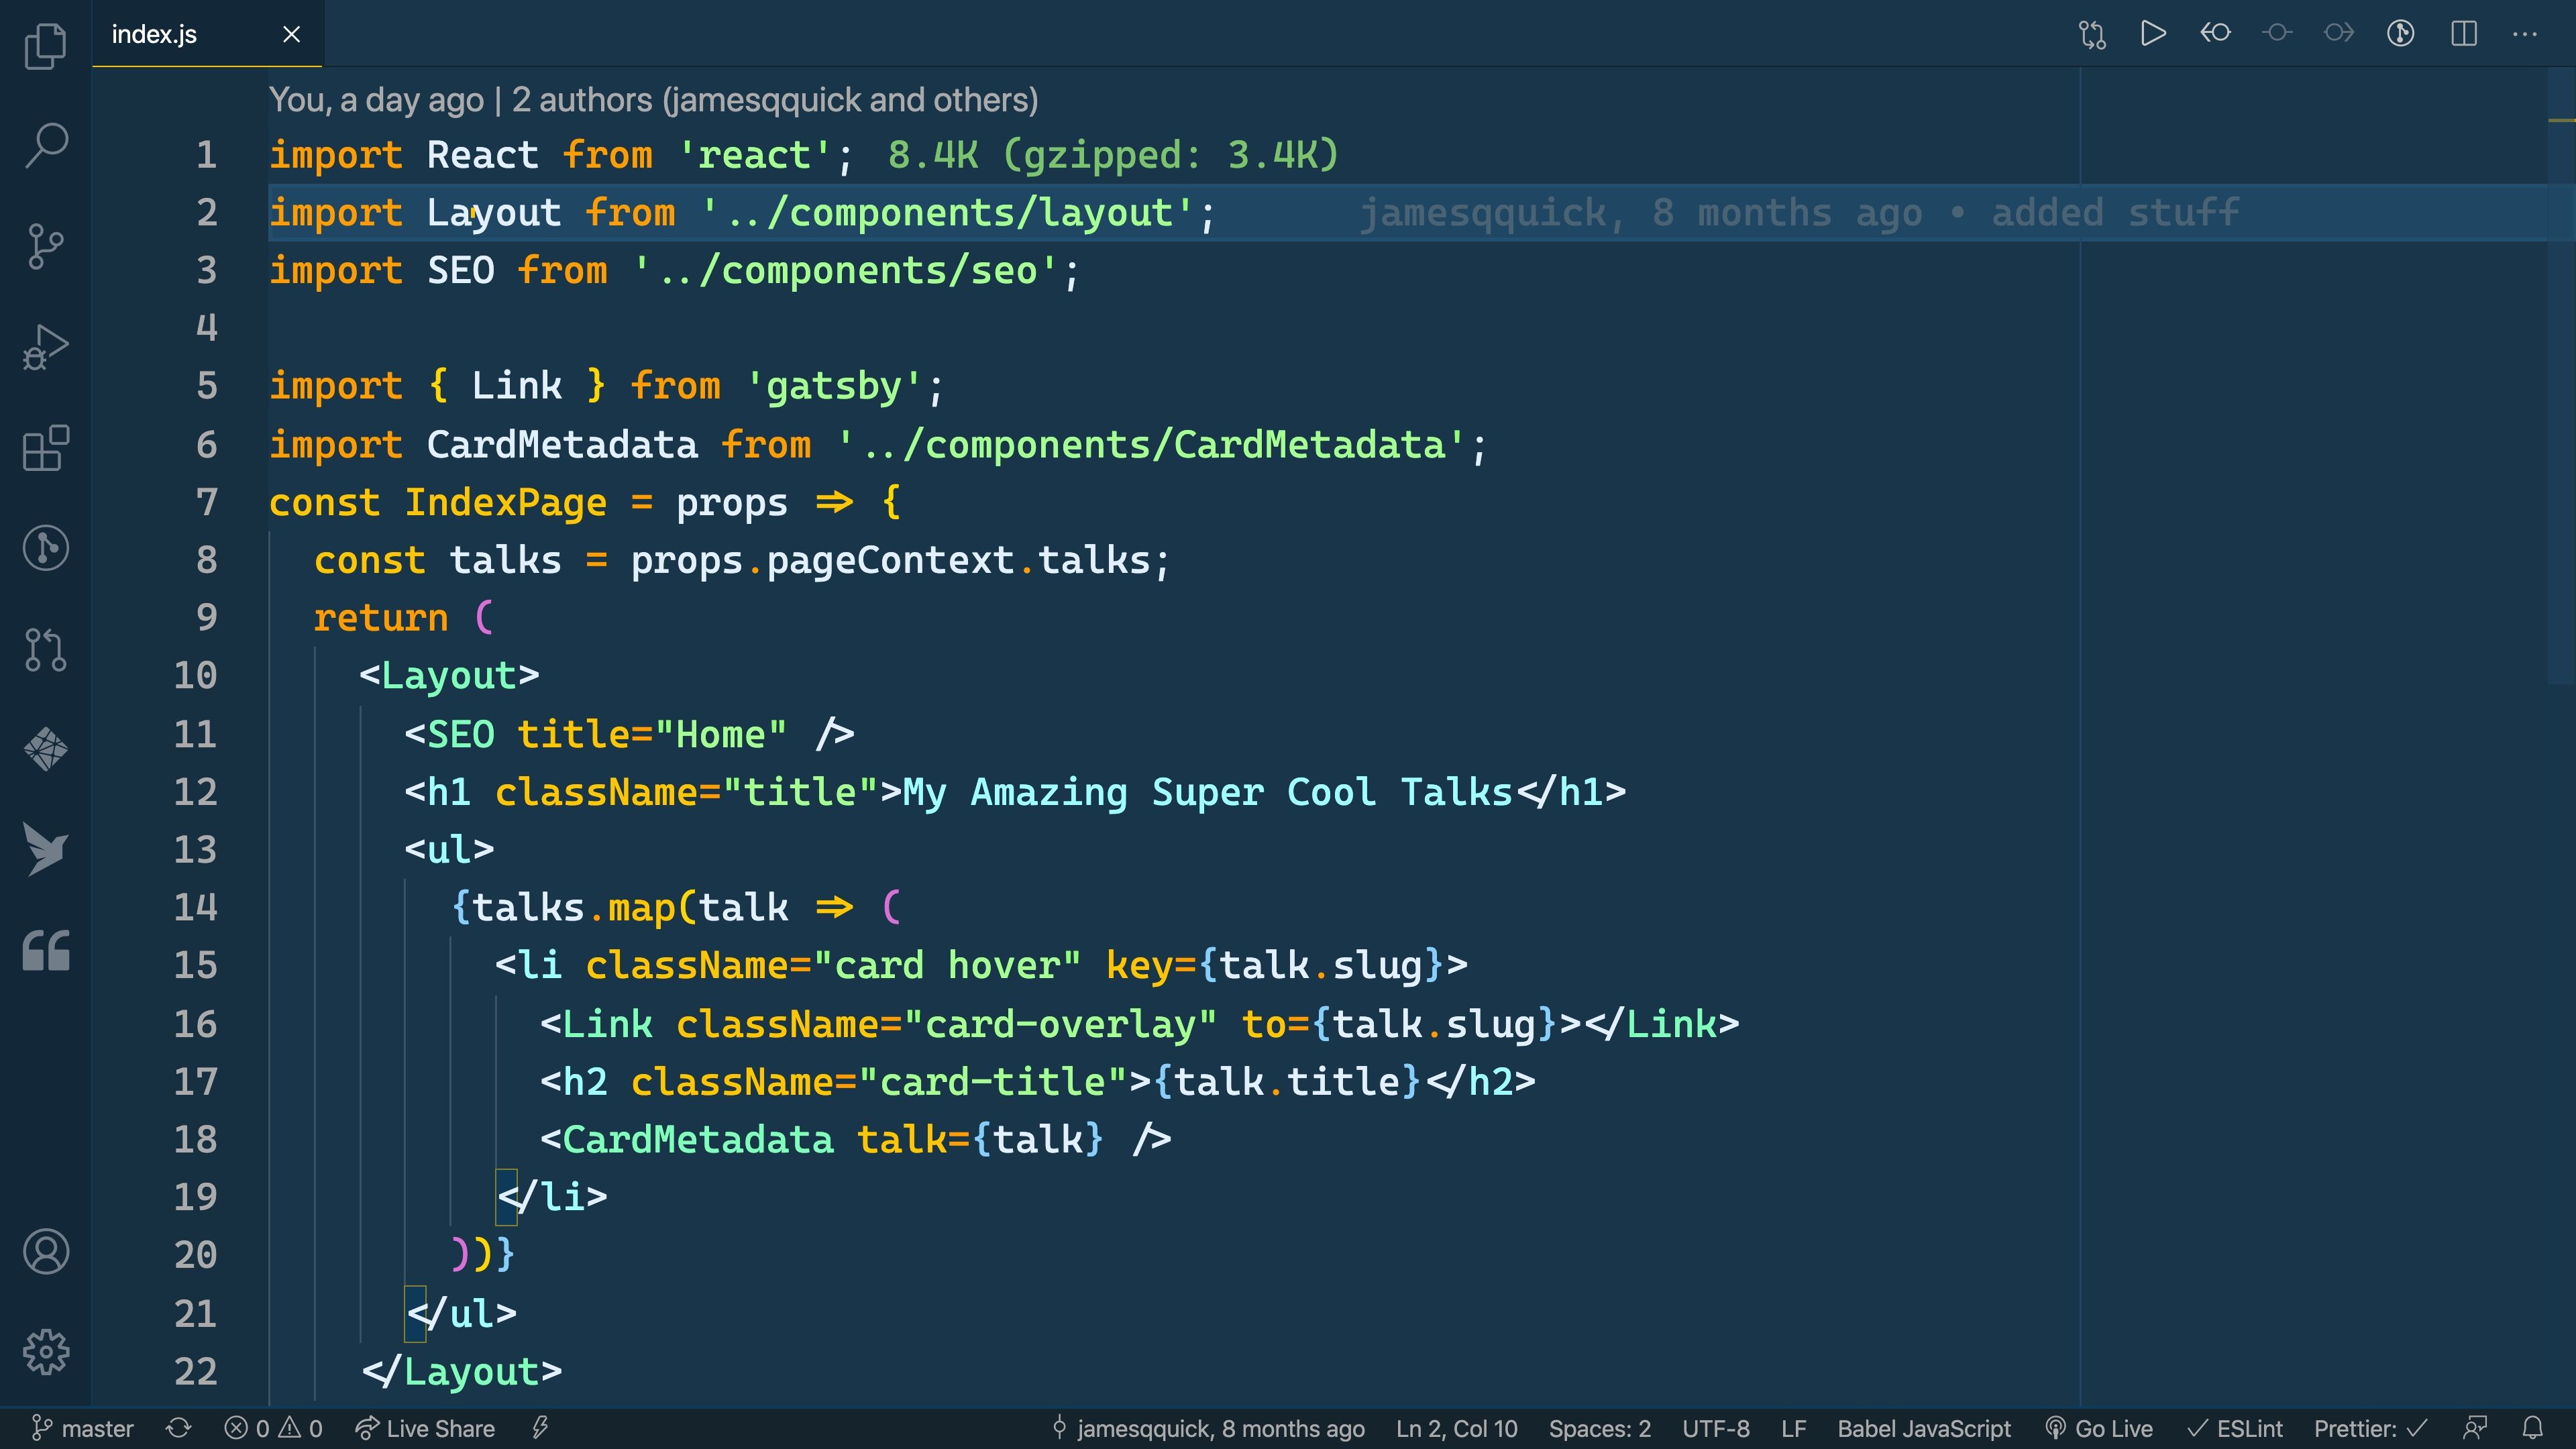 index.js
You, a day ago | 2 authors (jamesqquick and others)
1 import React from 'react'; 8.4K (gzipped: 3.4K)
2 import Layout from '../components/layout'; jamesqquick, 8 months ago • added stuff
3 import SEO from '../components/seo';
4
5 import { Link } from 'gatsby';
6 import CardMetadata from '../components/CardMetadata';
7 const IndexPage = props => {
8 const talks = props.pageContext.talks;
9 return (
10 <Layout>
11 <SEO title="Home" />
12 <h1 className="title">My Amazing Super Cool Talks</h1>
13 <ul>
14 {talks.map(talk => (
15 <li className="card hover" key={talk.slug}>
16 <Link className="card-overlay" to={talk.slug}></Link>
17 <h2 className="card-title">{talk.title}</h2>
18 <CardMetadata talk={talk} />
19 </li>
20 ))}
21 </ul>
22 </Layout>
master 0 0 Live Share jamesqquick, 8 months ago Ln 2, Col 10 Spaces: 2 UTF-8 LF Babel JavaScript Go Live ESLint Prettier: